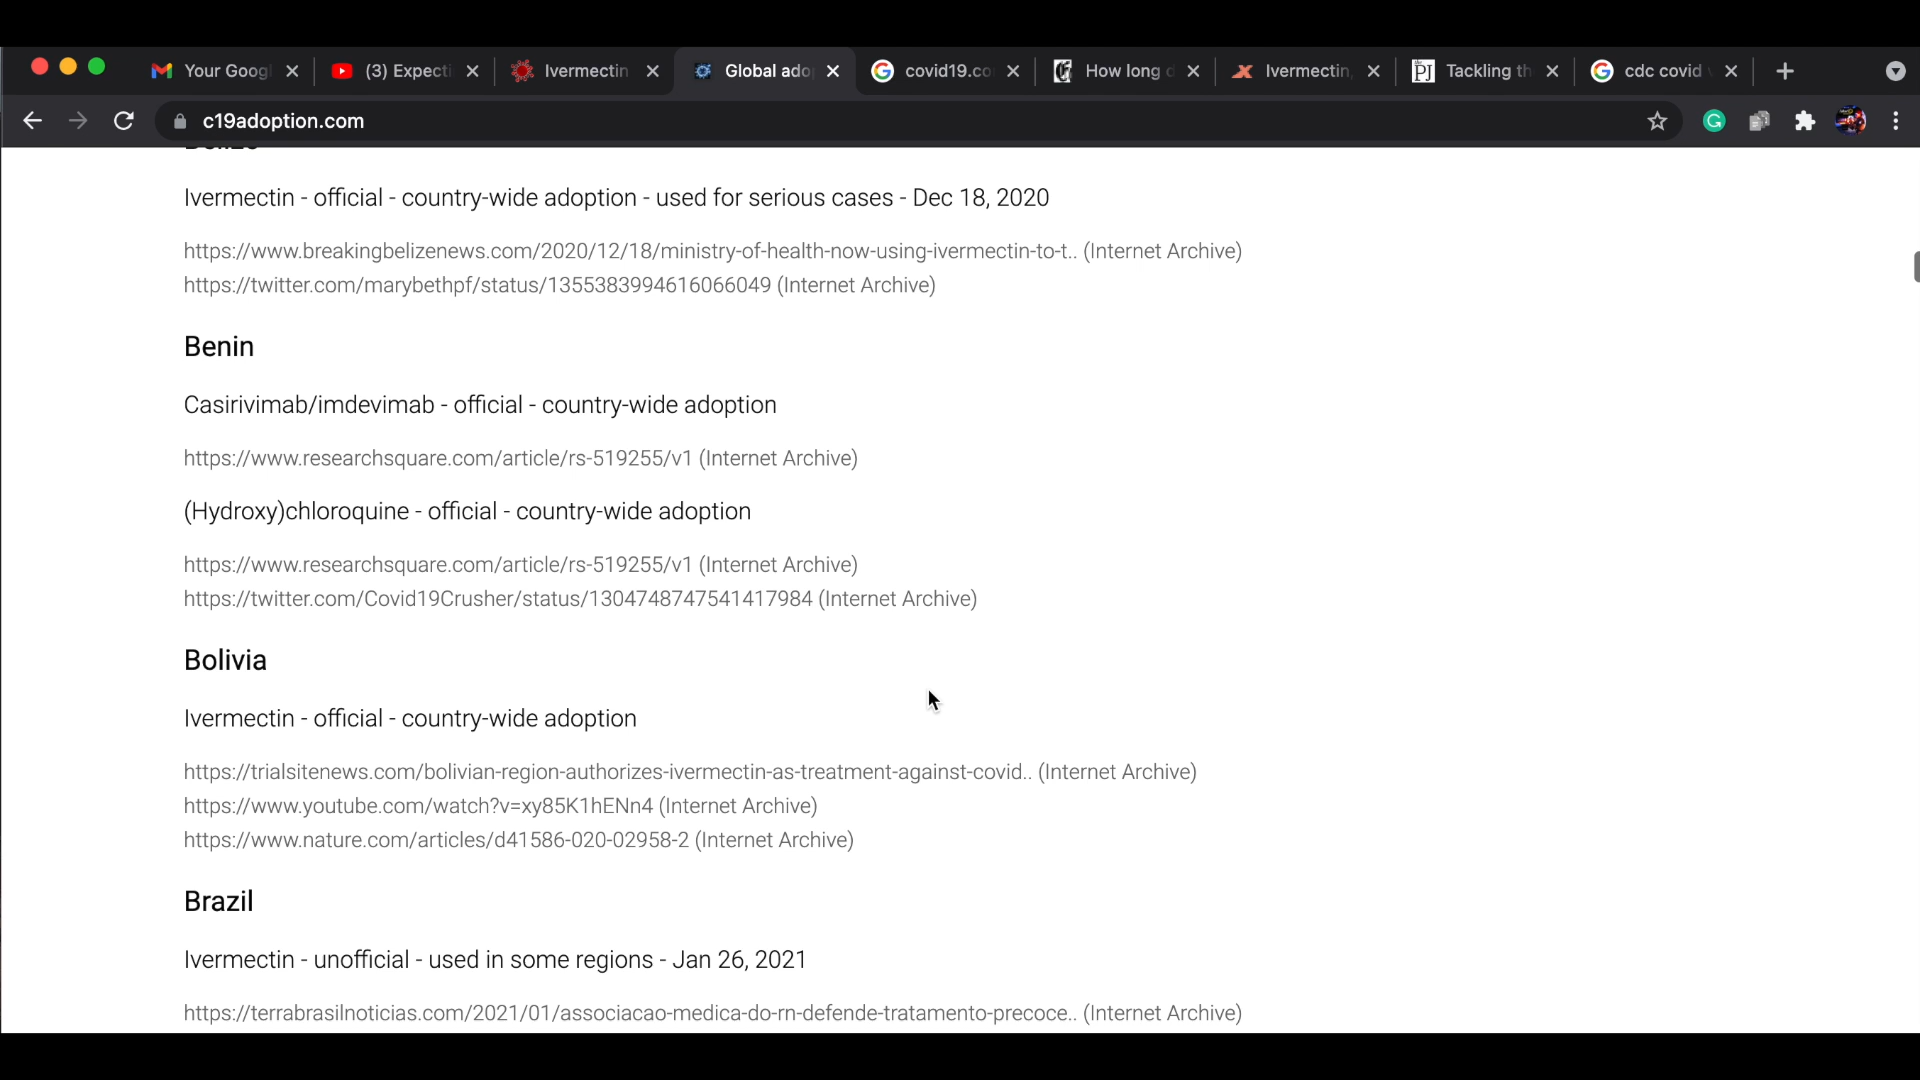 Your Goog
(3) Expecti
Ivermectin
Global ado
covid19.co
How long
Ivermectin,
Tackling th
cdc covid
c19adoption.com
Ivermectin - official - country-wide adoption - used for serious cases - Dec 18, 2020
https://www.breakingbelizenews.com/2020/12/18/ministry-of-health-now-using-ivermectin-to-t.. (Internet Archive)
https://twitter.com/marybethpf/status/1355383994616066049 (Internet Archive)
Benin
Casirivimab/imdevimab - official - country-wide adoption
https://www.researchsquare.com/article/rs-519255/v1 (Internet Archive)
(Hydroxy)chloroquine - official - country-wide adoption
https://www.researchsquare.com/article/rs-519255/v1 (Internet Archive)
https://twitter.com/Covid19Crusher/status/1304748747541417984 (Internet Archive)
Bolivia
Ivermectin - official - country-wide adoption
https://trialsitenews.com/bolivian-region-authorizes-ivermectin-as-treatment-against-covid.. (Internet Archive)
https://www.youtube.com/watch?v=xy85K1hENn4 (Internet Archive)
https://www.nature.com/articles/d41586-020-02958-2 (Internet Archive)
Brazil
Ivermectin - unofficial - used in some regions - Jan 26, 2021
https://terrabrasilnoticias.com/2021/01/associacao-medica-do-rn-defende-tratamento-precoce.. (Internet Archive)